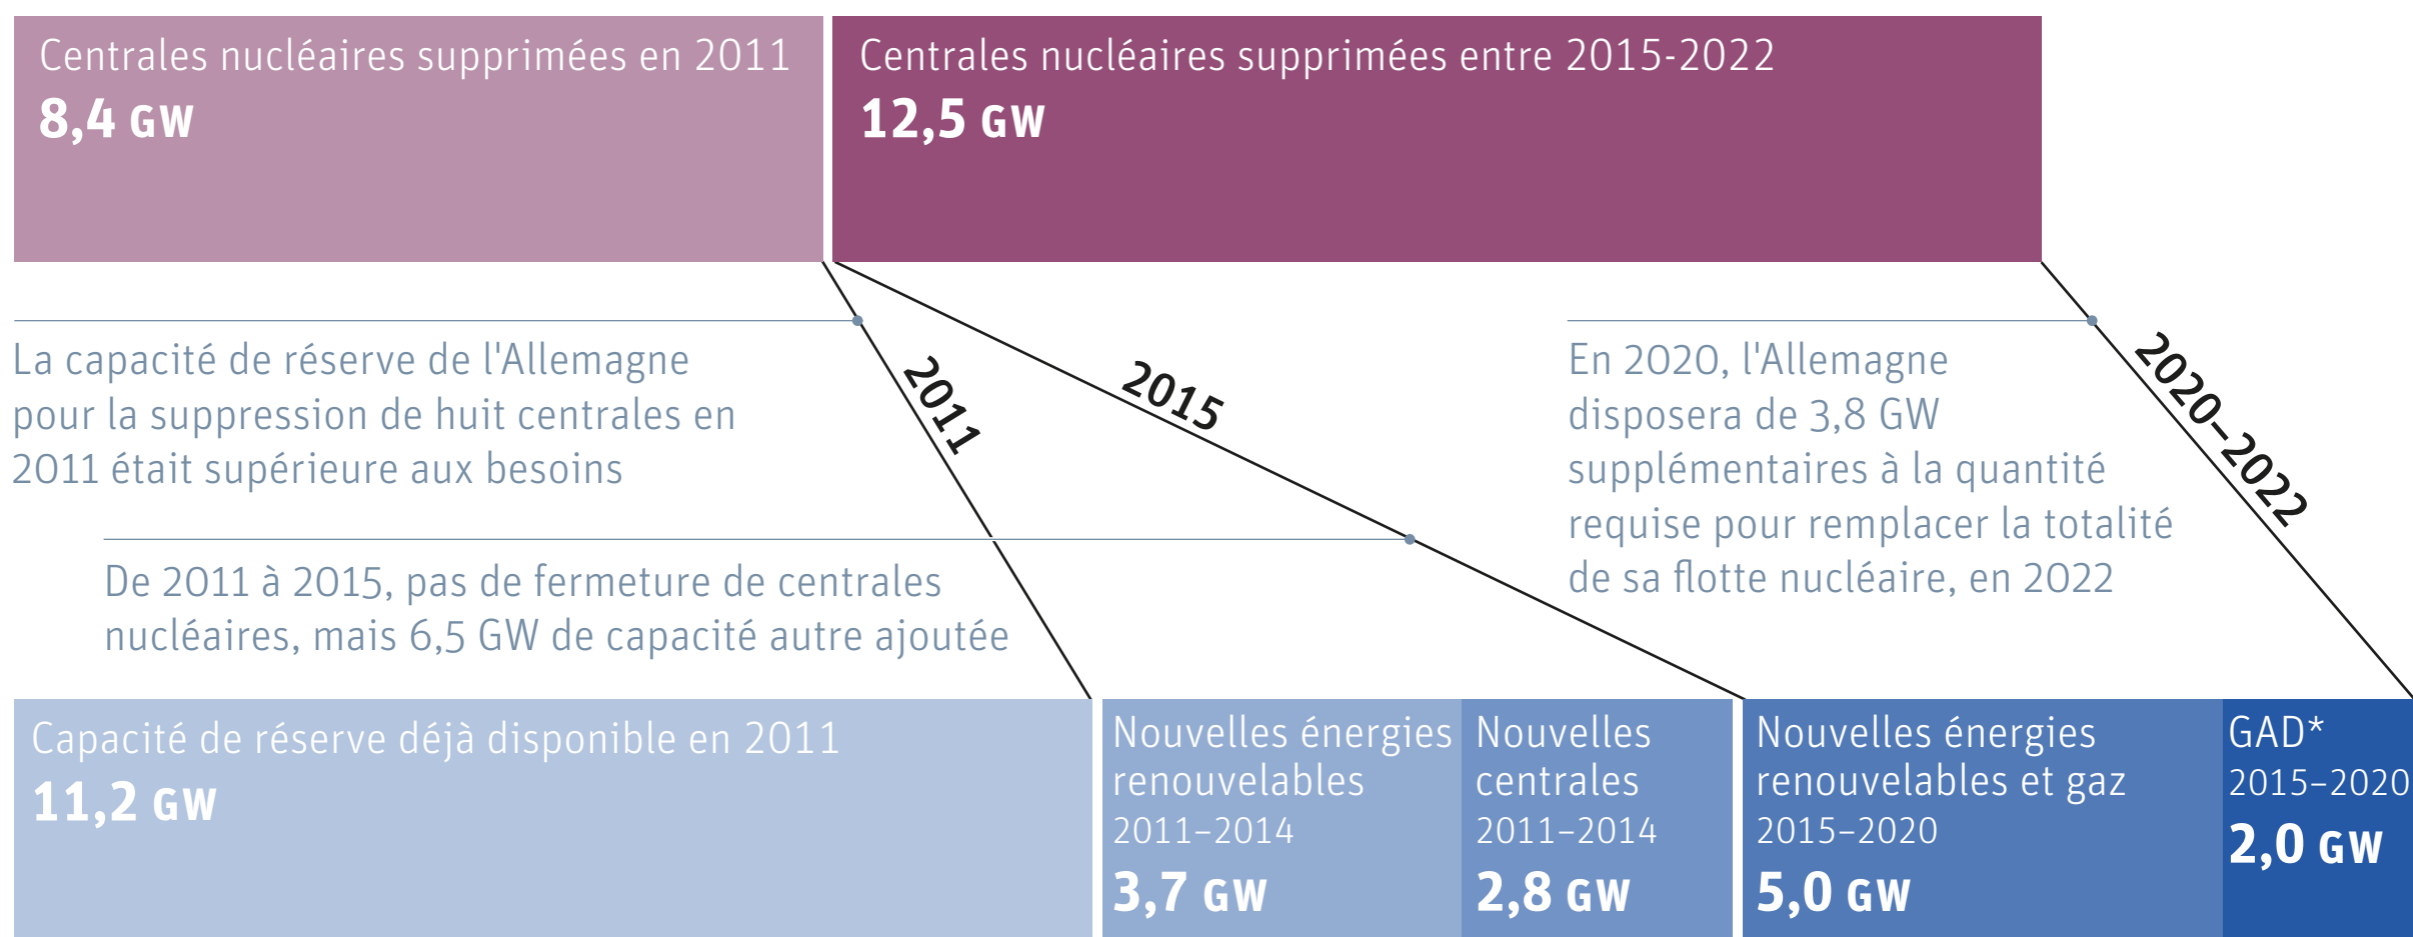 Centrales nucléaires supprimées en 2011
8,4 GW
Centrales nucléaires supprimées entre 2015-2022
12,5 GW
La capacité de réserve de l'Allemagne
pour la suppression de huit centrales en
2011 était supérieure aux besoins
2011
2015
De 2011 à 2015, pas de fermeture de centrales
nucléaires, mais 6,5 GW de capacité autre ajoutée
En 2020, l'Allemagne
disposera de 3,8 GW
supplémentaires à la quantité
requise pour remplacer la totalité
de sa flotte nucléaire, en 2022
2020–2022
Capacité de réserve déjà disponible en 2011
11,2 GW
Nouvelles énergies
renouvelables
2011–2014
3,7 GW
Nouvelles
centrales
2011–2014
2,8 GW
Nouvelles énergies
renouvelables et gaz
2015–2020
5,0 GW
GAD*
2015–2020
2,0 GW